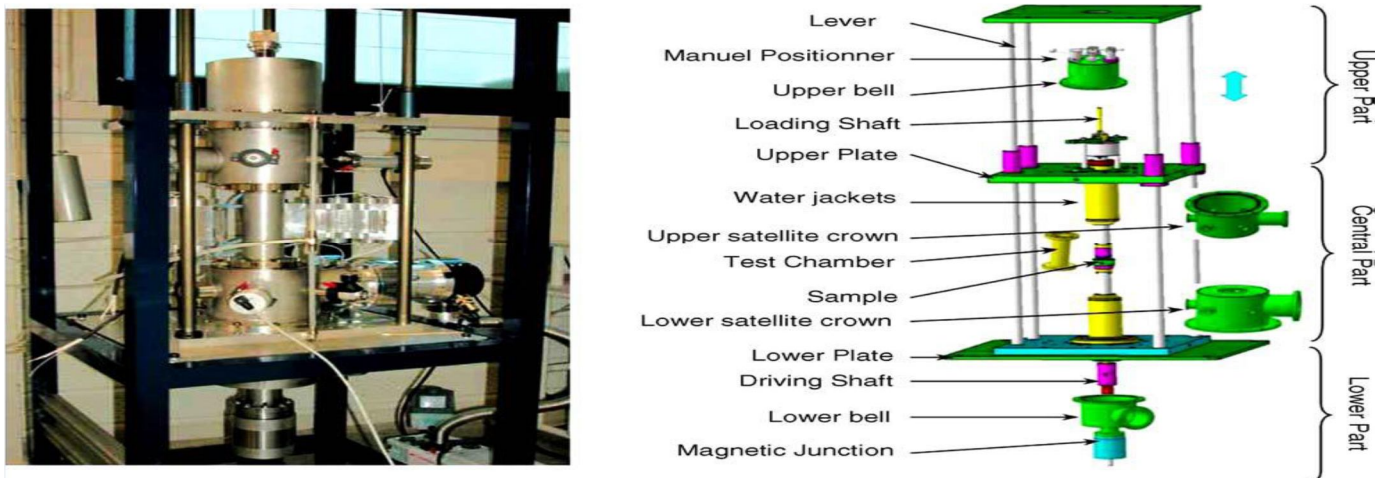 Lever
Manuel Positionner
Upper bell
Loading Shaft
Upper Plate
Water jackets
Upper satellite crown
Test Chamber
Sample
Lower satellite crown
Lower Plate
Driving Shaft
Lower bell
Magnetic Junction
Upper Part
Central Part
Lower Part